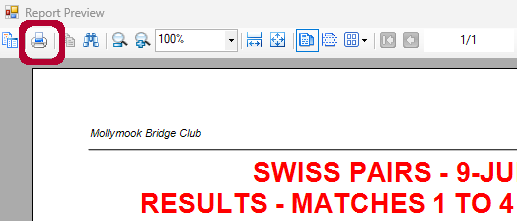 Report Preview
100%
1/1
Mollymook Bridge Club
SWISS PAIRS - 9-JU
RESULTS - MATCHES 1 TO 4